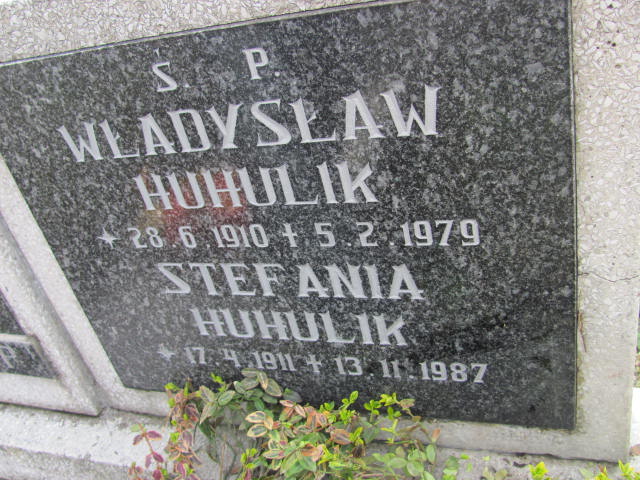 Ś. P.
WŁADYSŁAW
HUHULIK
* 28.6.1910 † 5.2.1979
STEFANIA
HUHULIK
* 17.4.1911 † 13.11.1987